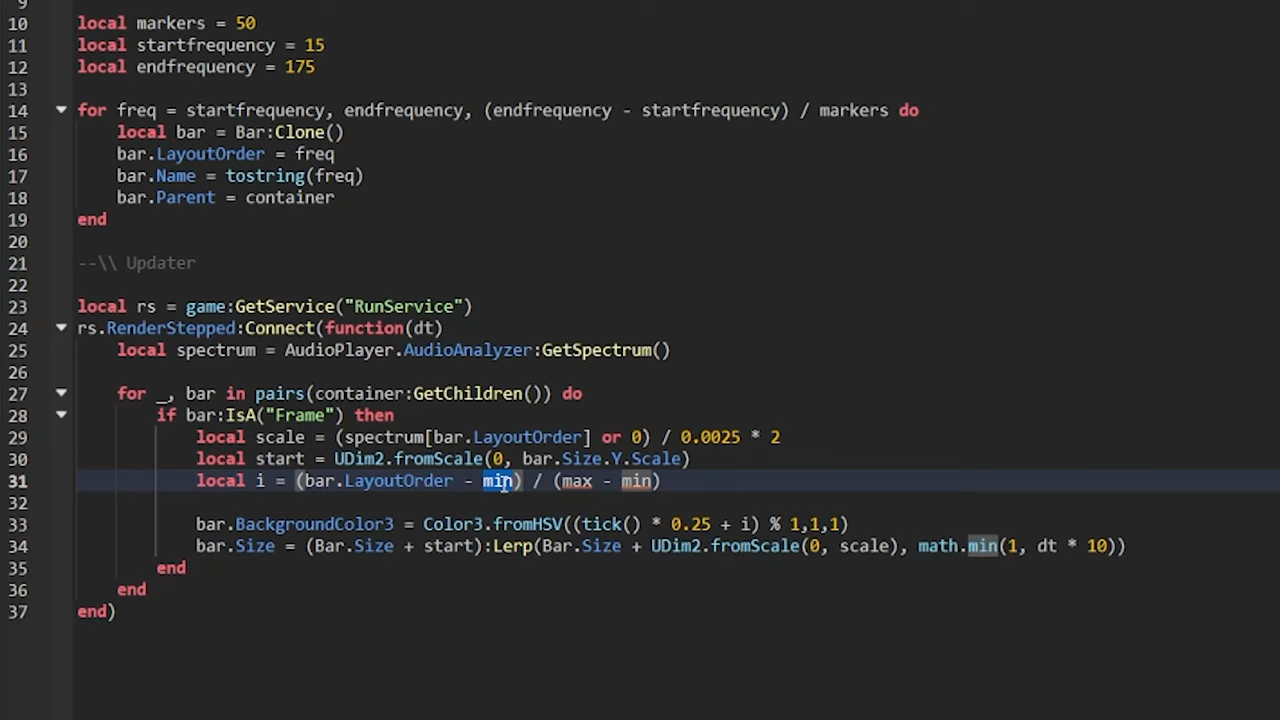 9
10 local markers = 50
11 local startfrequency = 15
12 local endfrequency = 175
13
14 for freq = startfrequency, endfrequency, (endfrequency - startfrequency) / markers do
15 local bar = Bar:Clone()
16 bar.LayoutOrder = freq
17 bar.Name = tostring(freq)
18 bar.Parent = container
19 end
20
21 --\\ Updater
22
23 local rs = game:GetService("RunService")
24 rs.RenderStepped:Connect(function(dt)
25 local spectrum = AudioPlayer.AudioAnalyzer:GetSpectrum()
26
27 for _, bar in pairs(container:GetChildren()) do
28 if bar:IsA("Frame") then
29 local scale = (spectrum[bar.LayoutOrder] or 0) / 0.0025 * 2
30 local start = UDim2.fromScale(0, bar.Size.Y.Scale)
31 local i = (bar.LayoutOrder - min) / (max - min)
32
33 bar.BackgroundColor3 = Color3.fromHSV((tick() * 0.25 + i) % 1,1,1)
34 bar.Size = (Bar.Size + start):Lerp(Bar.Size + UDim2.fromScale(0, scale), math.min(1, dt * 10))
35 end
36 end
37 end)